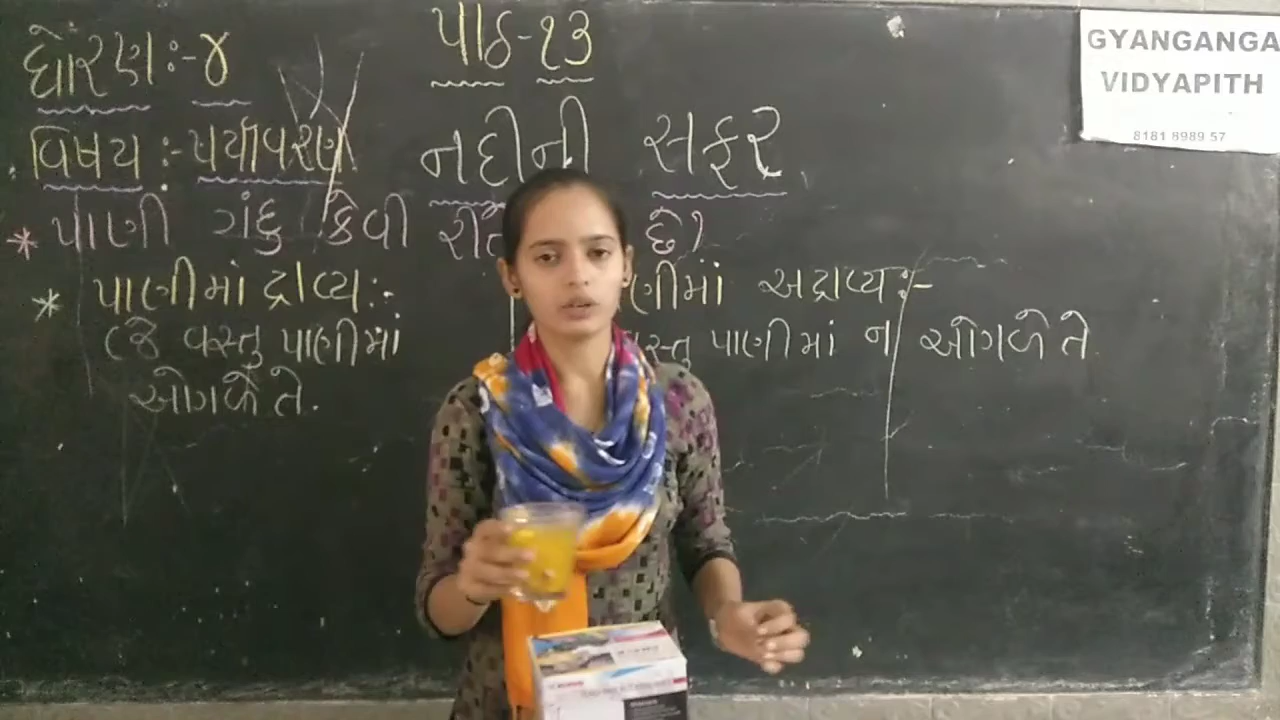 ધોરણ:-૪
પાઠ-૧૩
GYANGANGA
VIDYAPITH
8181 8989 57
વિષય :- પર્યાવરણ
નદીની સફર
* પાણી ગંદુ કેવી છે?
* પાણીમાં દ્રાવ્ય:-
(જે વસ્તુ પાણીમાં
ઓગળે તે.
અદ્રાવ્ય:-
પાણીમાં ન ઓગળે તે